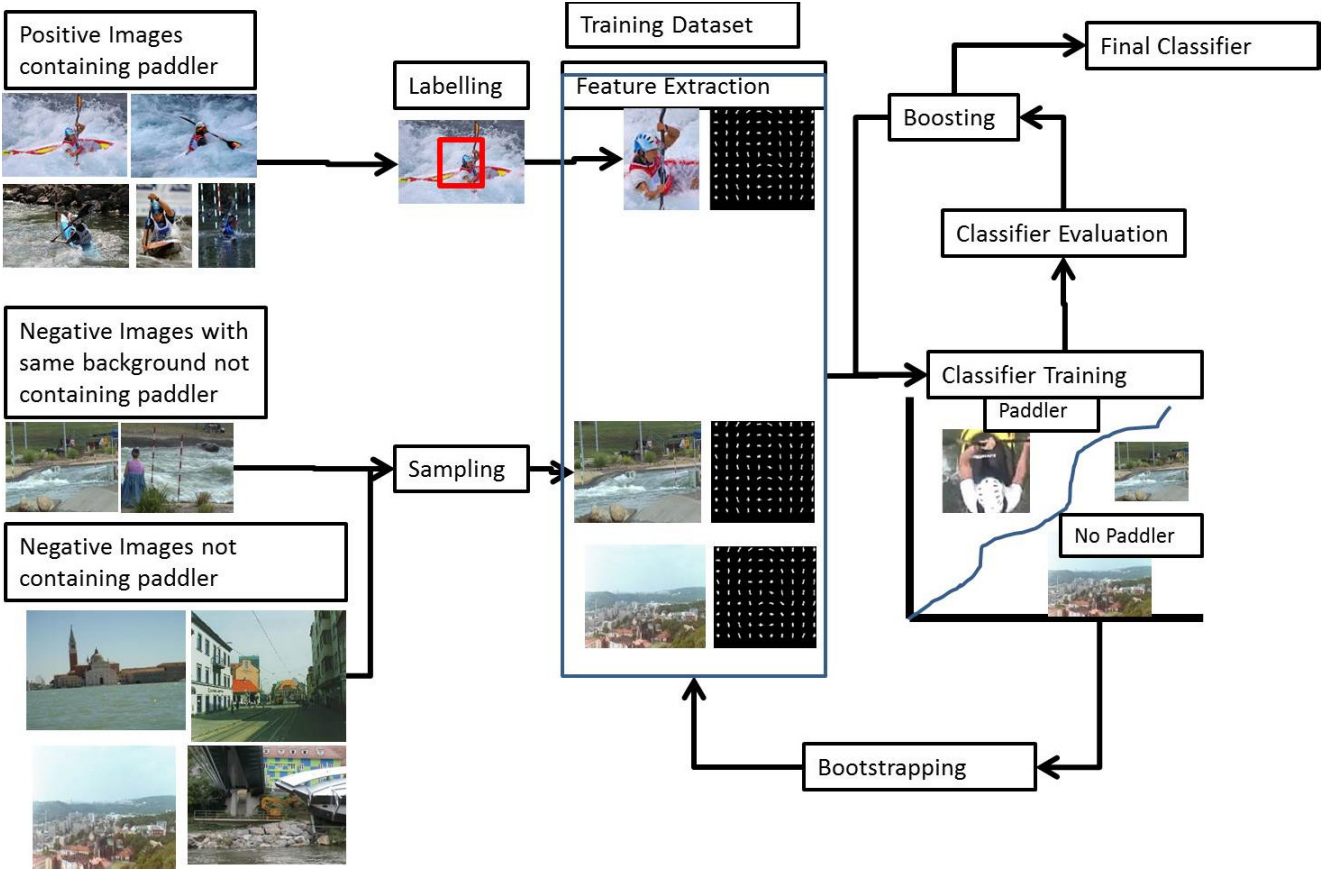 Positive Images
containing paddler
Labelling
Training Dataset
Feature Extraction
Final Classifier
Boosting
Classifier Evaluation
Negative Images with
same background not
containing paddler
Sampling
Classifier Training
Paddler
No Paddler
Negative Images not
containing paddler
Bootstrapping